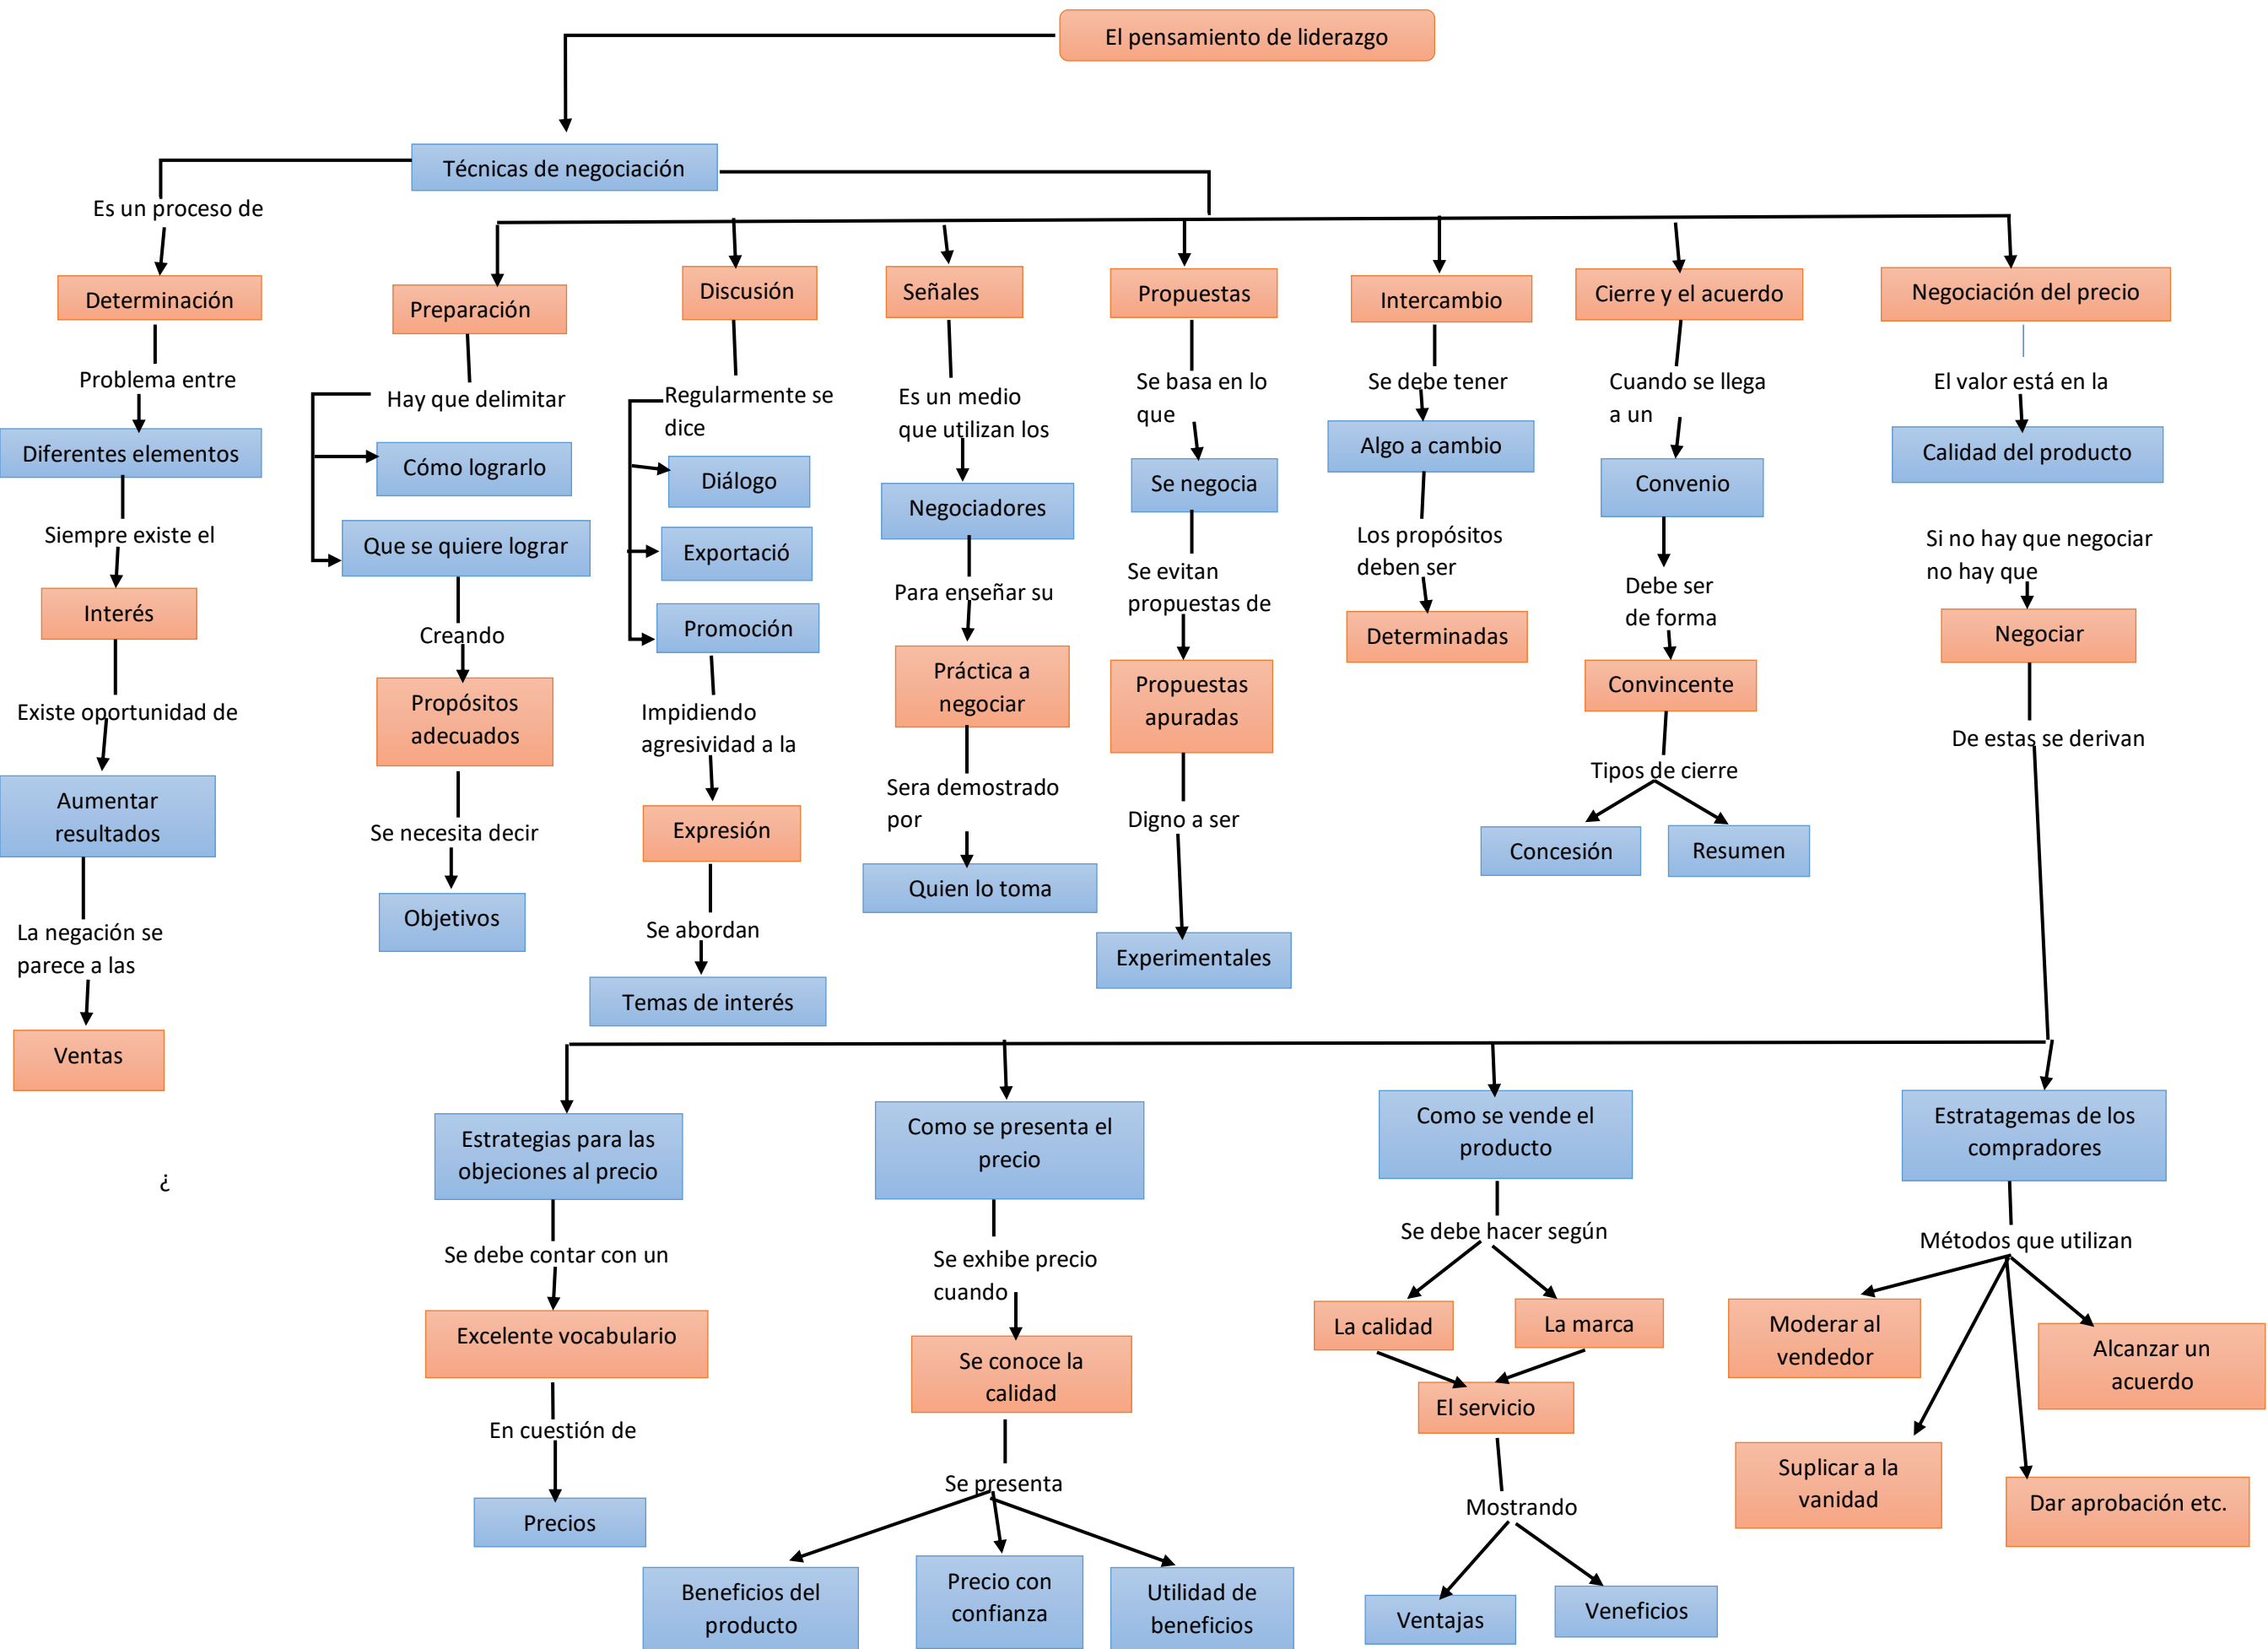 El pensamiento de liderazgo
Técnicas de negociación
Es un proceso de
Determinación
Problema entre
Diferentes elementos
Siempre existe el
Interés
Existe oportunidad de
Aumentar
resultados
La negación se
parece a las
Ventas
Preparación
Hay que delimitar
Cómo lograrlo
Que se quiere lograr
Creando
Propósitos
adecuados
Se necesita decir
Objetivos
Discusión
Regularmente se
dice
Diálogo
Exportació
Promoción
Impidiendo
agresividad a la
Expresión
Se abordan
Temas de interés
Señales
Es un medio
que utilizan los
Negociadores
Para enseñar su
Práctica a
negociar
Sera demostrado
por
Quien lo toma
Propuestas
Se basa en lo
que
Se negocia
Se evitan
propuestas de
Propuestas
apuradas
Digno a ser
Experimentales
Intercambio
Se debe tener
Algo a cambio
Los propósitos
deben ser
Determinadas
Cierre y el acuerdo
Cuando se llega
a un
Convenio
Debe ser
de forma
Convincente
Tipos de cierre
Concesión
Resumen
Negociación del precio
El valor está en la
Calidad del producto
Si no hay que negociar
no hay que
Negociar
De estas se derivan
¿
Estrategias para las
objeciones al precio
Se debe contar con un
Excelente vocabulario
En cuestión de
Precios
Como se presenta el
precio
Se exhibe precio
cuando
Se conoce la
calidad
Se presenta
Beneficios del
producto
Precio con
confianza
Utilidad de
beneficios
Como se vende el
producto
Se debe hacer según
La calidad
La marca
El servicio
Mostrando
Ventajas
Veneficios
Estratagemas de los
compradores
Métodos que utilizan
Moderar al
vendedor
Alcanzar un
acuerdo
Suplicar a la
vanidad
Dar aprobación etc.